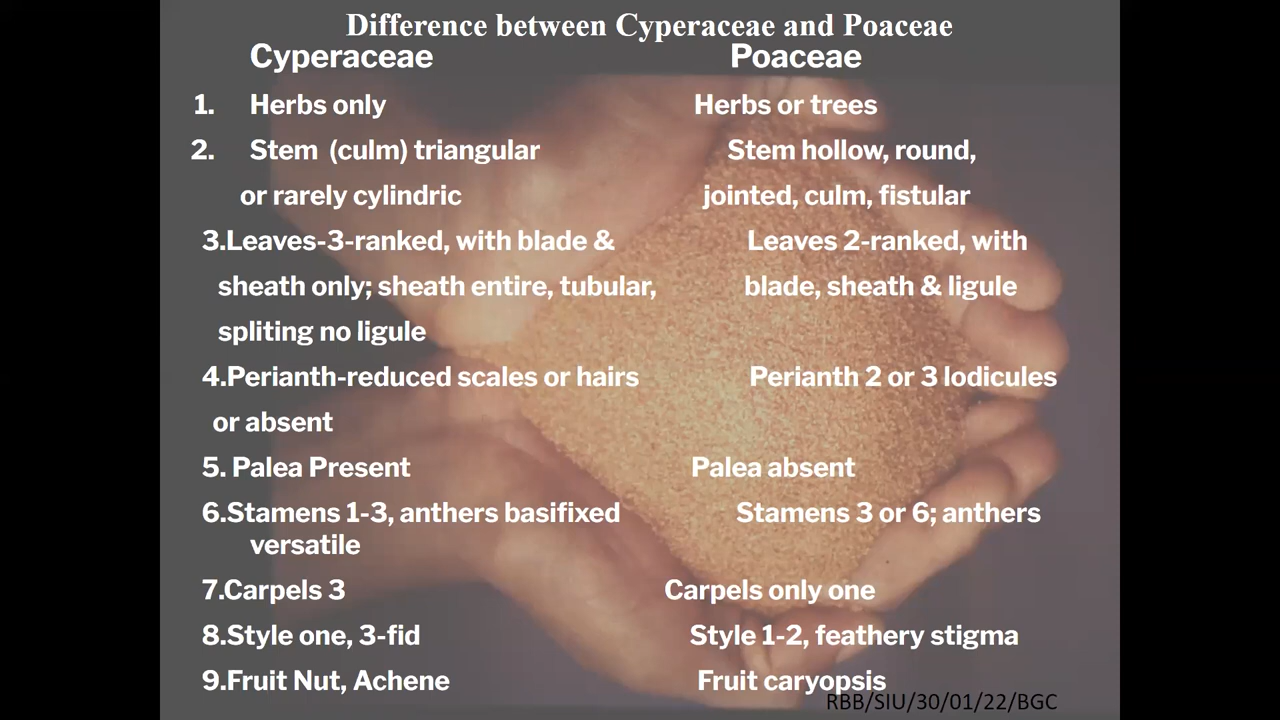 Difference between Cyperaceae and Poaceae
Cyperaceae Poaceae
1. Herbs only Herbs or trees
2. Stem (culm) triangular Stem hollow, round,
or rarely cylindric jointed, culm, fistular
3.Leaves-3-ranked, with blade & Leaves 2-ranked, with
sheath only; sheath entire, tubular, blade, sheath & ligule
spliting no ligule
4.Perianth-reduced scales or hairs Perianth 2 or 3 lodicules
or absent
5. Palea Present Palea absent
6.Stamens 1-3, anthers basifixed Stamens 3 or 6; anthers
versatile
7.Carpels 3 Carpels only one
8.Style one, 3-fid Style 1-2, feathery stigma
9.Fruit Nut, Achene Fruit caryopsis
RBB/SIU/30/01/22/BGC